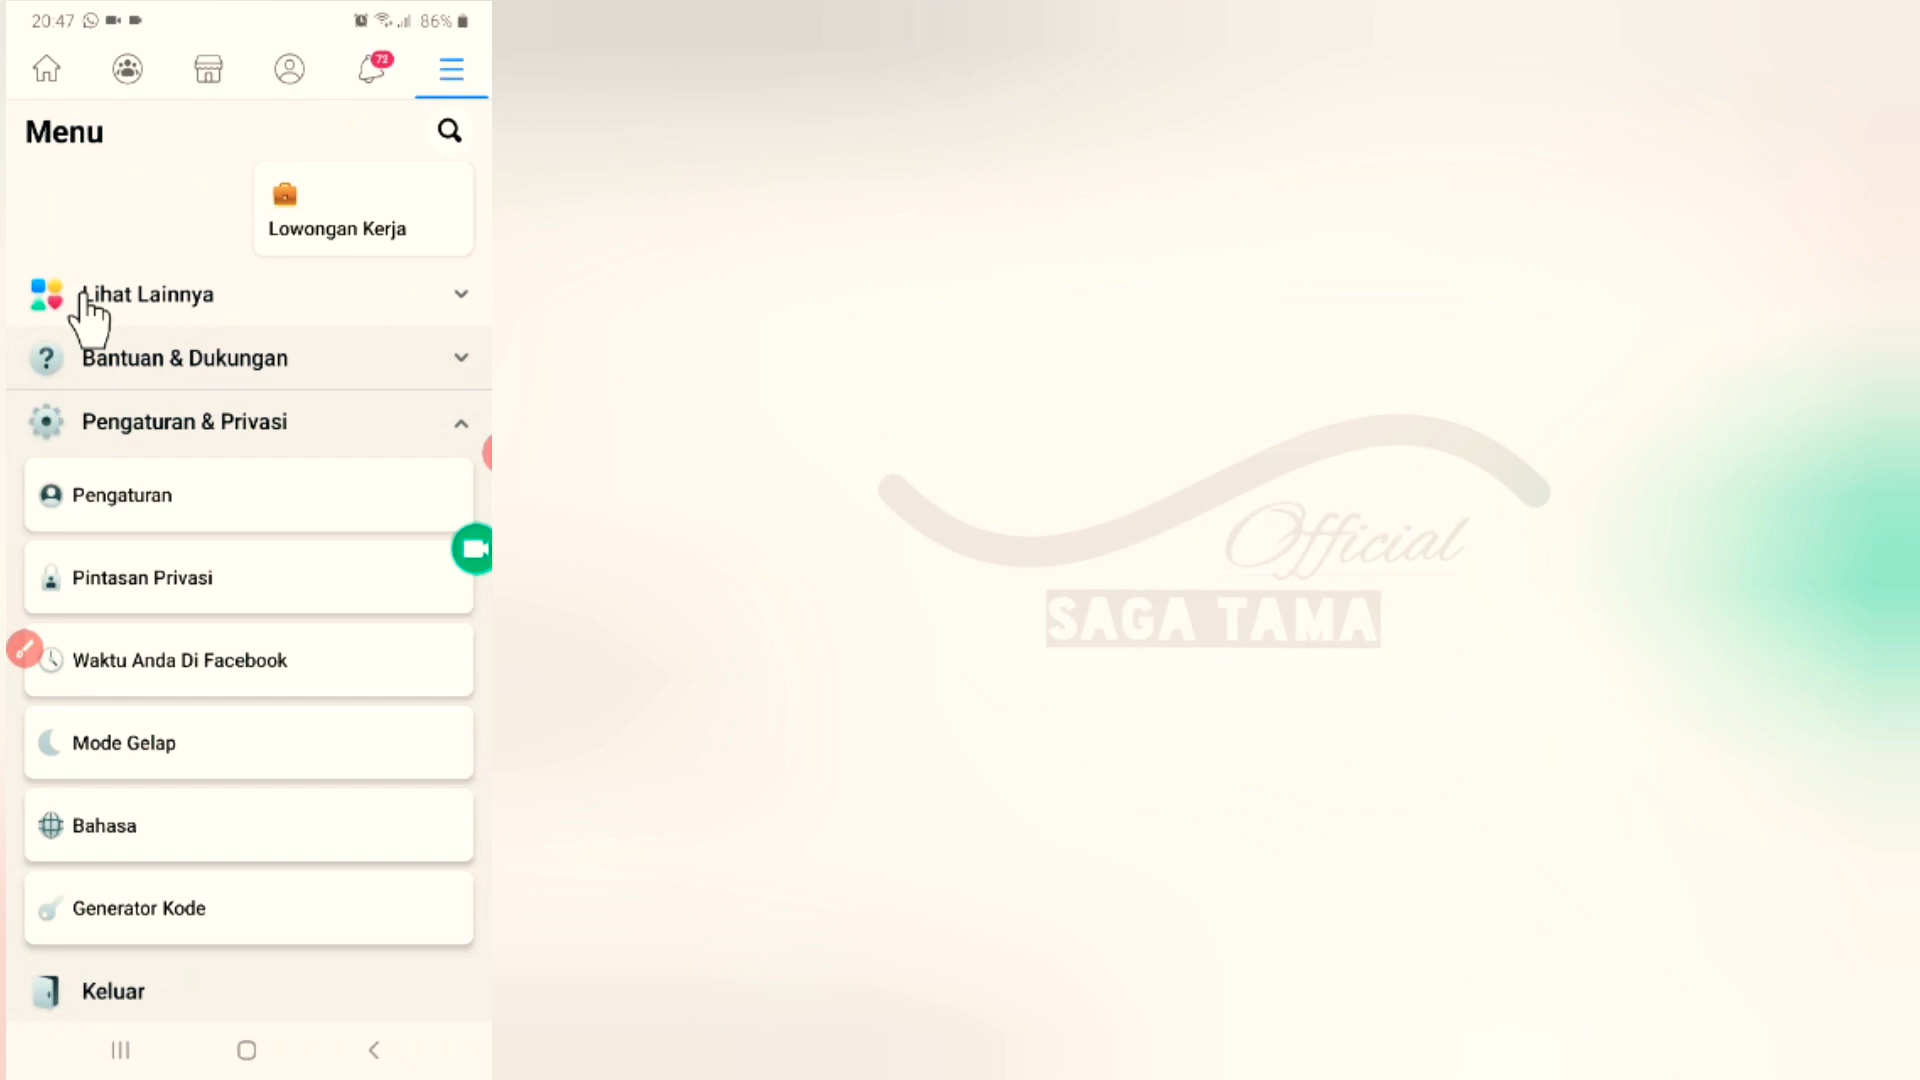 20:47
86%
72
Menu
Lowongan Kerja
Lihat Lainnya
Bantuan & Dukungan
Pengaturan & Privasi
Pengaturan
Pintasan Privasi
Waktu Anda Di Facebook
Mode Gelap
Bahasa
Generator Kode
Keluar
Official
SAGA TAMA